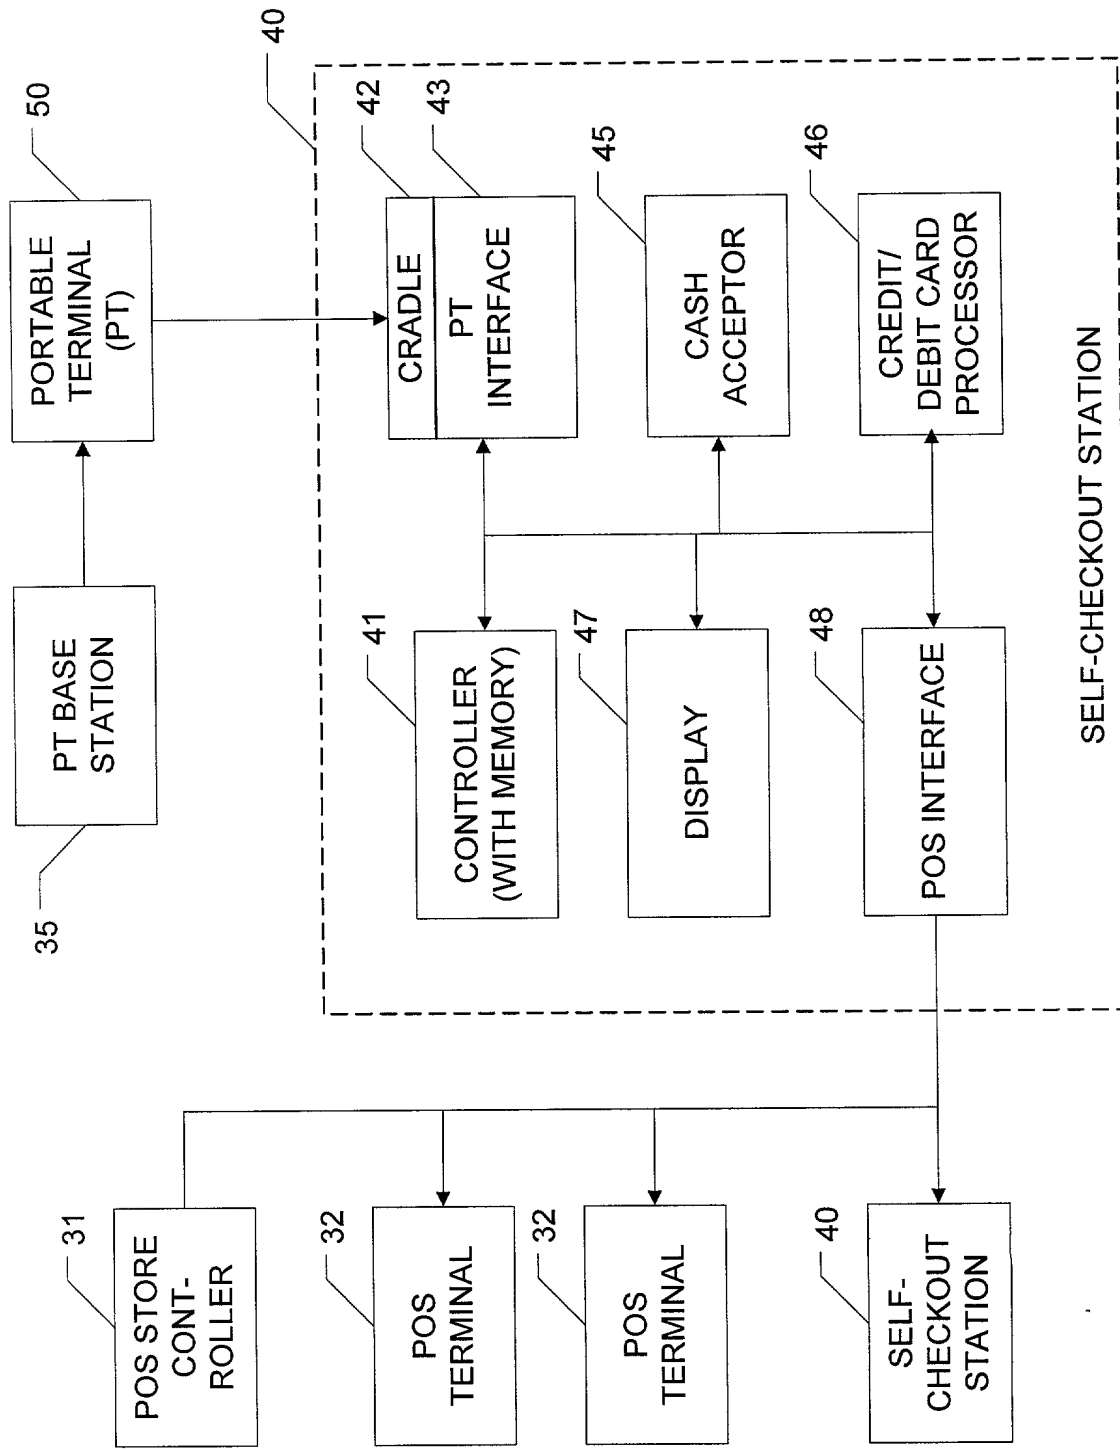 31
POS STORE
CONT-
ROLLER
32
POS
TERMINAL
32
POS
TERMINAL
40
SELF-
CHECKOUT
STATION
35
PT BASE
STATION
50
PORTABLE
TERMINAL
(PT)
40
41
CONTROLLER
(WITH MEMORY)
42
CRADLE
43
PT
INTERFACE
47
DISPLAY
45
CASH
ACCEPTOR
48
POS INTERFACE
46
CREDIT/
DEBIT CARD
PROCESSOR
SELF-CHECKOUT STATION